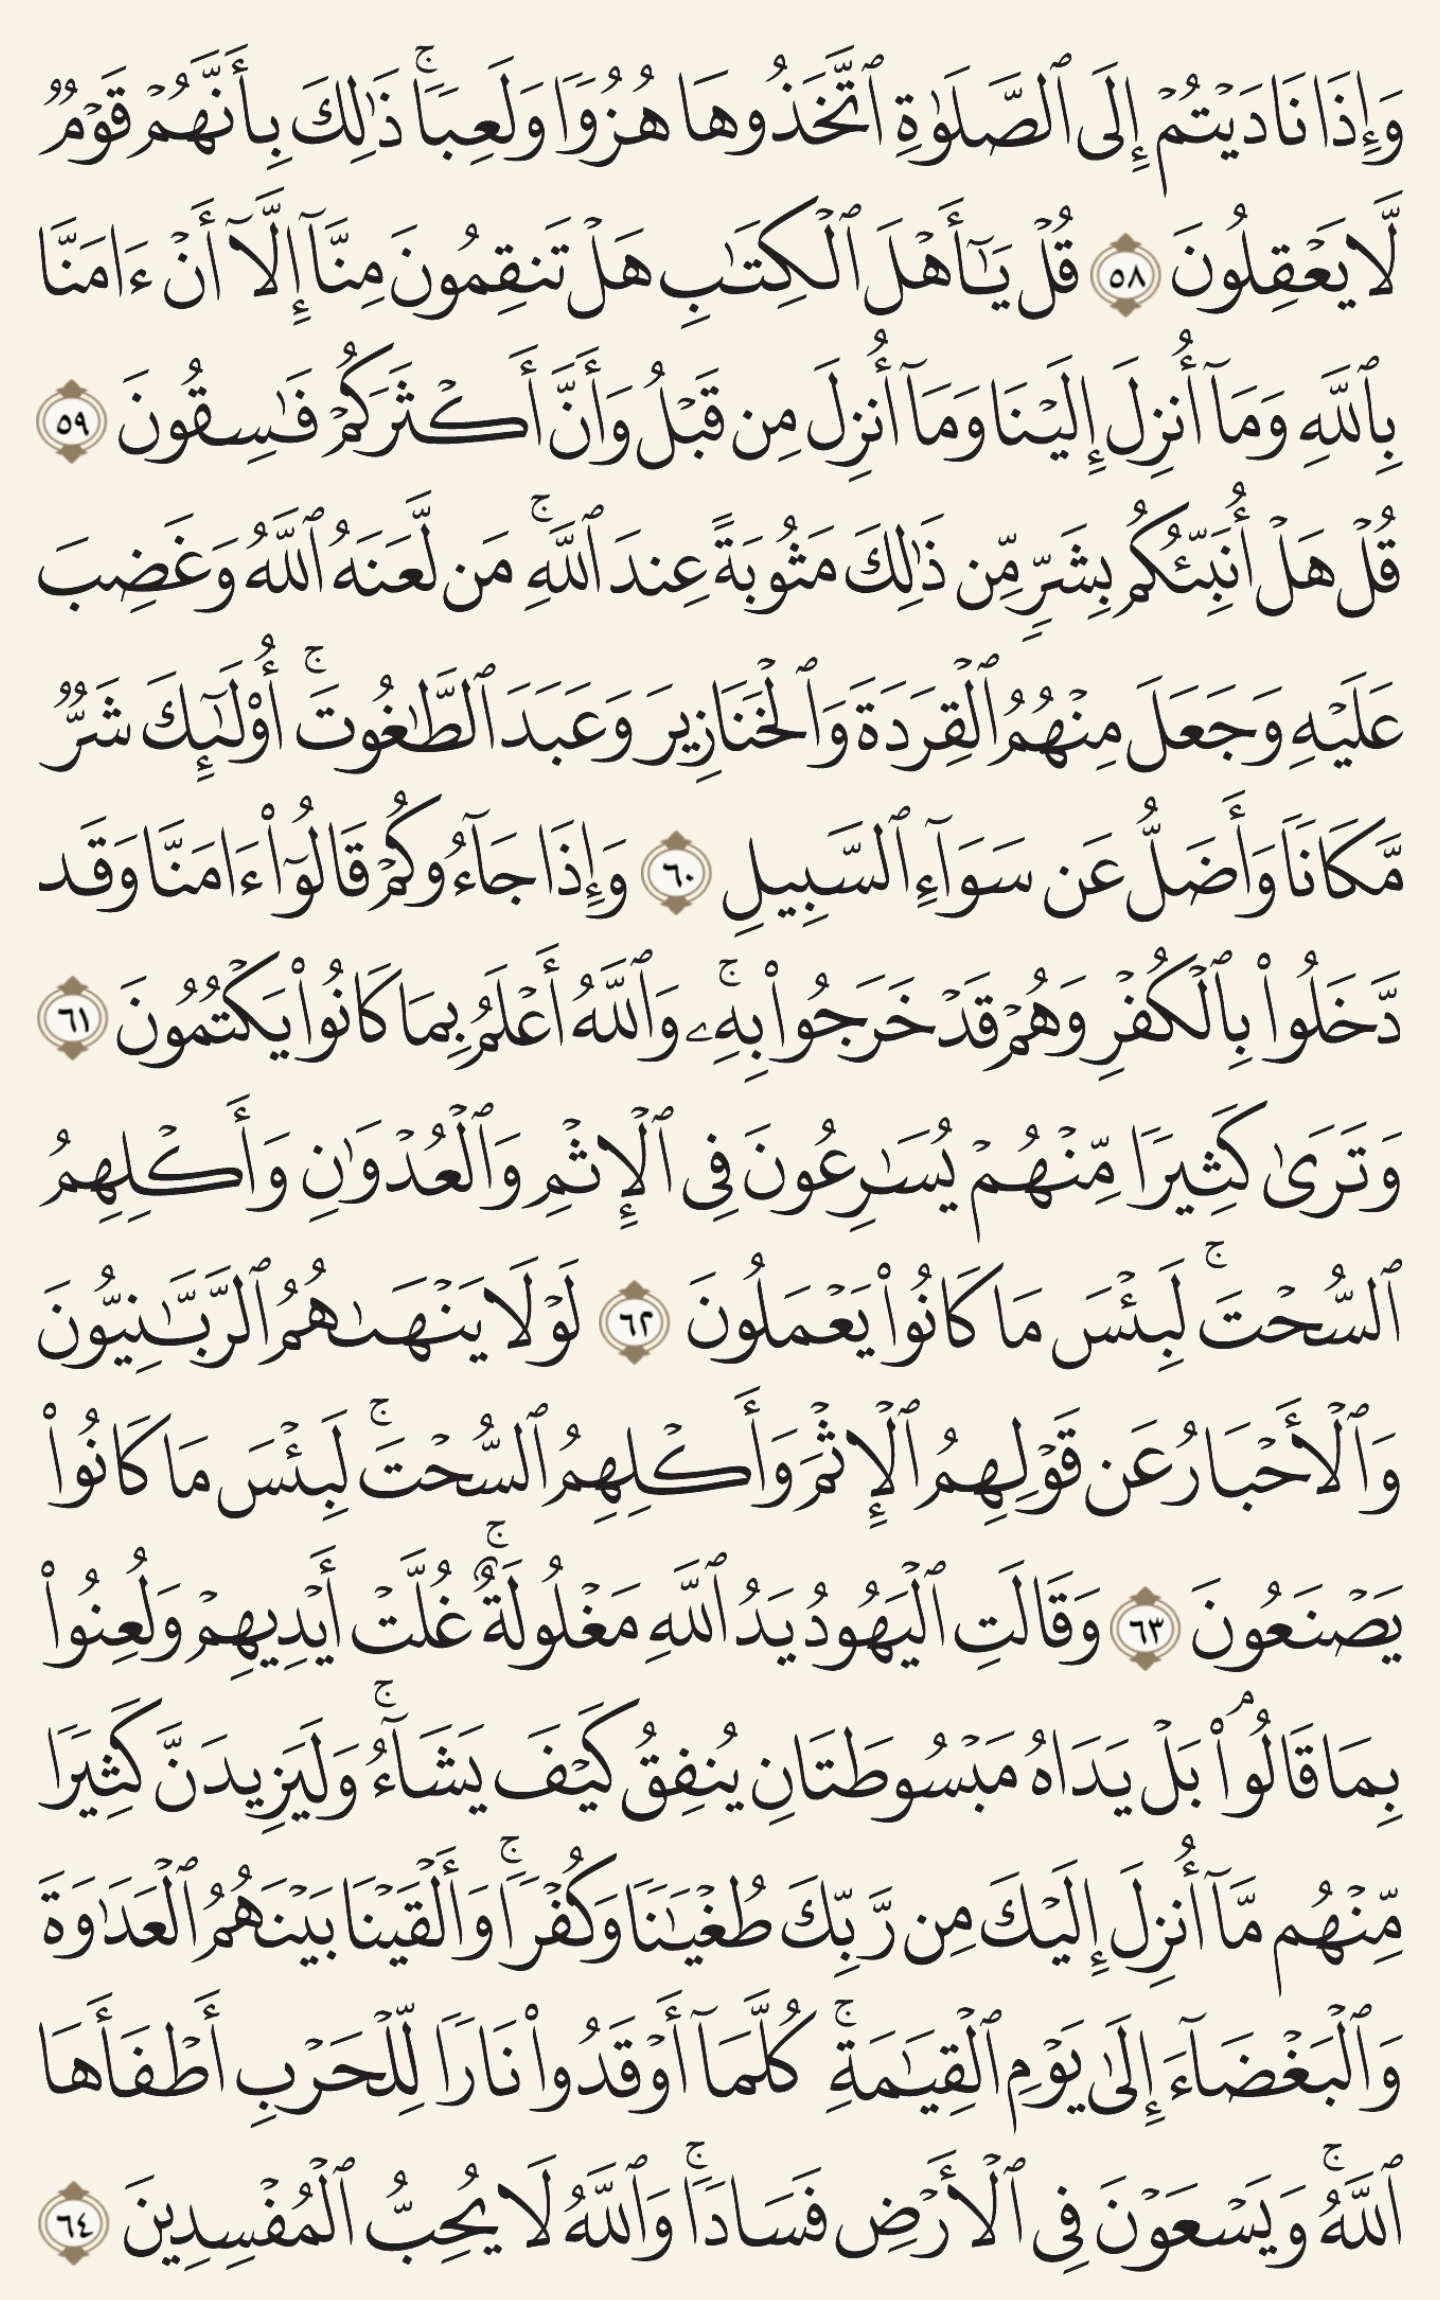 وَإِذَا نَادَيۡتُمۡ إِلَى ٱلصَّلَوٰةِ ٱتَّخَذُوهَا هُزُوٗا وَلَعِبٗاۚ ذَٰلِكَ بِأَنَّهُمۡ قَوۡمٞ
لَّا يَعۡقِلُونَ ٥٨ قُلۡ يَٰٓأَهۡلَ ٱلۡكِتَٰبِ هَلۡ تَنقِمُونَ مِنَّآ إِلَّآ أَنۡ ءَامَنَّا
بِٱللَّهِ وَمَآ أُنزِلَ إِلَيۡنَا وَمَآ أُنزِلَ مِن قَبۡلُ وَأَنَّ أَكۡثَرَكُمۡ فَٰسِقُونَ ٥٩
قُلۡ هَلۡ أُنَبِّئُكُم بِشَرّٖ مِّن ذَٰلِكَ مَثُوبَةً عِندَ ٱللَّهِۚ مَن لَّعَنَهُ ٱللَّهُ وَغَضِبَ
عَلَيۡهِ وَجَعَلَ مِنۡهُمُ ٱلۡقِرَدَةَ وَٱلۡخَنَازِيرَ وَعَبَدَ ٱلطَّٰغُوتَۚ أُوْلَٰٓئِكَ شَرّٞ
مَّكَانٗا وَأَضَلُّ عَن سَوَآءِ ٱلسَّبِيلِ ٦٠ وَإِذَا جَآءُوكُمۡ قَالُوٓاْ ءَامَنَّا وَقَد
دَّخَلُواْ بِٱلۡكُفۡرِ وَهُمۡ قَدۡ خَرَجُواْ بِهِۦۚ وَٱللَّهُ أَعۡلَمُ بِمَا كَانُواْ يَكۡتُمُونَ ٦١
وَتَرَىٰ كَثِيرٗا مِّنۡهُمۡ يُسَٰرِعُونَ فِي ٱلۡإِثۡمِ وَٱلۡعُدۡوَٰنِ وَأَكۡلِهِمُ
ٱلسُّحۡتَۚ لَبِئۡسَ مَا كَانُواْ يَعۡمَلُونَ ٦٢ لَوۡلَا يَنۡهَىٰهُمُ ٱلرَّبَّٰنِيُّونَ
وَٱلۡأَحۡبَارُ عَن قَوۡلِهِمُ ٱلۡإِثۡمَ وَأَكۡلِهِمُ ٱلسُّحۡتَۚ لَبِئۡسَ مَا كَانُواْ
يَصۡنَعُونَ ٦٣ وَقَالَتِ ٱلۡيَهُودُ يَدُ ٱللَّهِ مَغۡلُولَةٌۚ غُلَّتۡ أَيۡدِيهِمۡ وَلُعِنُواْ
بِمَا قَالُواْۘ بَلۡ يَدَاهُ مَبۡسُوطَتَانِ يُنفِقُ كَيۡفَ يَشَآءُۚ وَلَيَزِيدَنَّ كَثِيرٗا
مِّنۡهُم مَّآ أُنزِلَ إِلَيۡكَ مِن رَّبِّكَ طُغۡيَٰنٗا وَكُفۡرٗاۚ وَأَلۡقَيۡنَا بَيۡنَهُمُ ٱلۡعَدَٰوَةَ
وَٱلۡبَغۡضَآءَ إِلَىٰ يَوۡمِ ٱلۡقِيَٰمَةِۚ كُلَّمَآ أَوۡقَدُواْ نَارٗا لِّلۡحَرۡبِ أَطۡفَأَهَا
ٱللَّهُۚ وَيَسۡعَوۡنَ فِي ٱلۡأَرۡضِ فَسَادٗاۚ وَٱللَّهُ لَا يُحِبُّ ٱلۡمُفۡسِدِينَ ٦٤